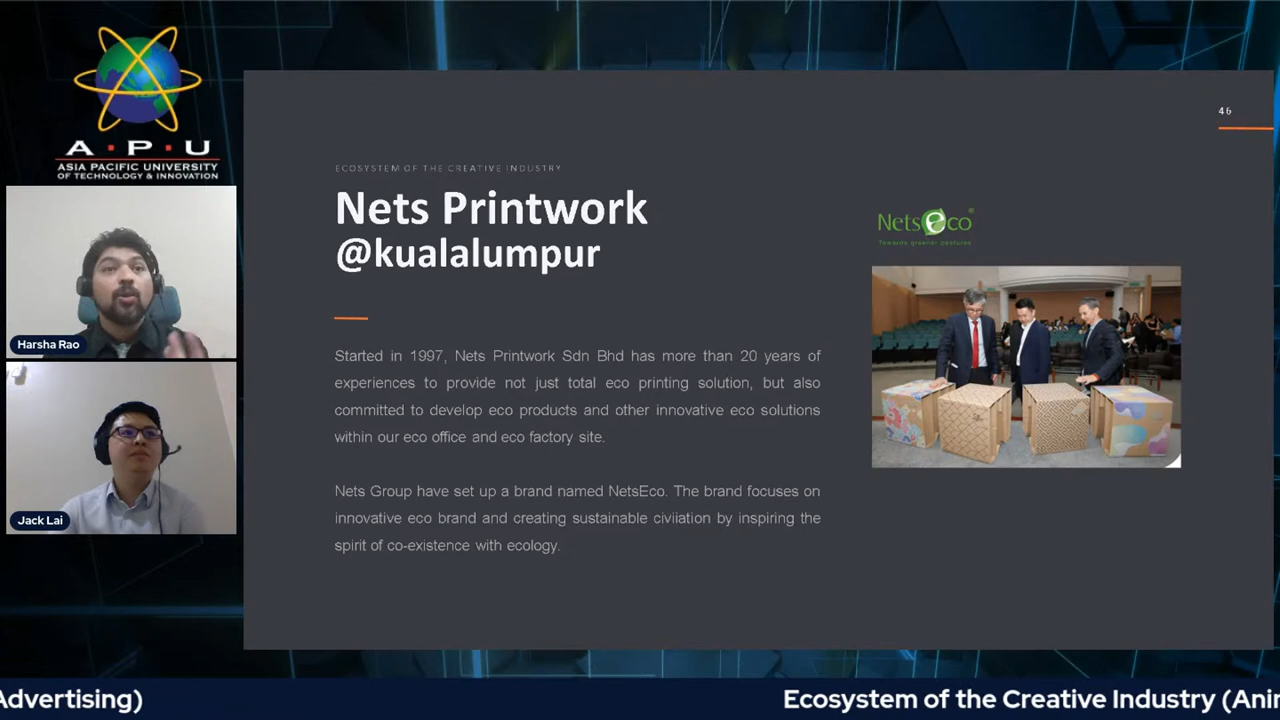 A·P·U
ASIA PACIFIC UNIVERSITY
OF TECHNOLOGY & INNOVATION
Harsha Rao
Jack Lai
46
ECOSYSTEM OF THE CREATIVE INDUSTRY
Nets Printwork
@kualalumpur
Started in 1997, Nets Printwork Sdn Bhd has more than 20 years of
experiences to provide not just total eco printing solution, but also
committed to develop eco products and other innovative eco solutions
within our eco office and eco factory site.
Nets Group have set up a brand named NetsEco. The brand focuses on
innovative eco brand and creating sustainable civiiation by inspiring the
spirit of co-existence with ecology.
Netseco®
Towards greener pastures
Advertising)
Ecosystem of the Creative Industry (Anir